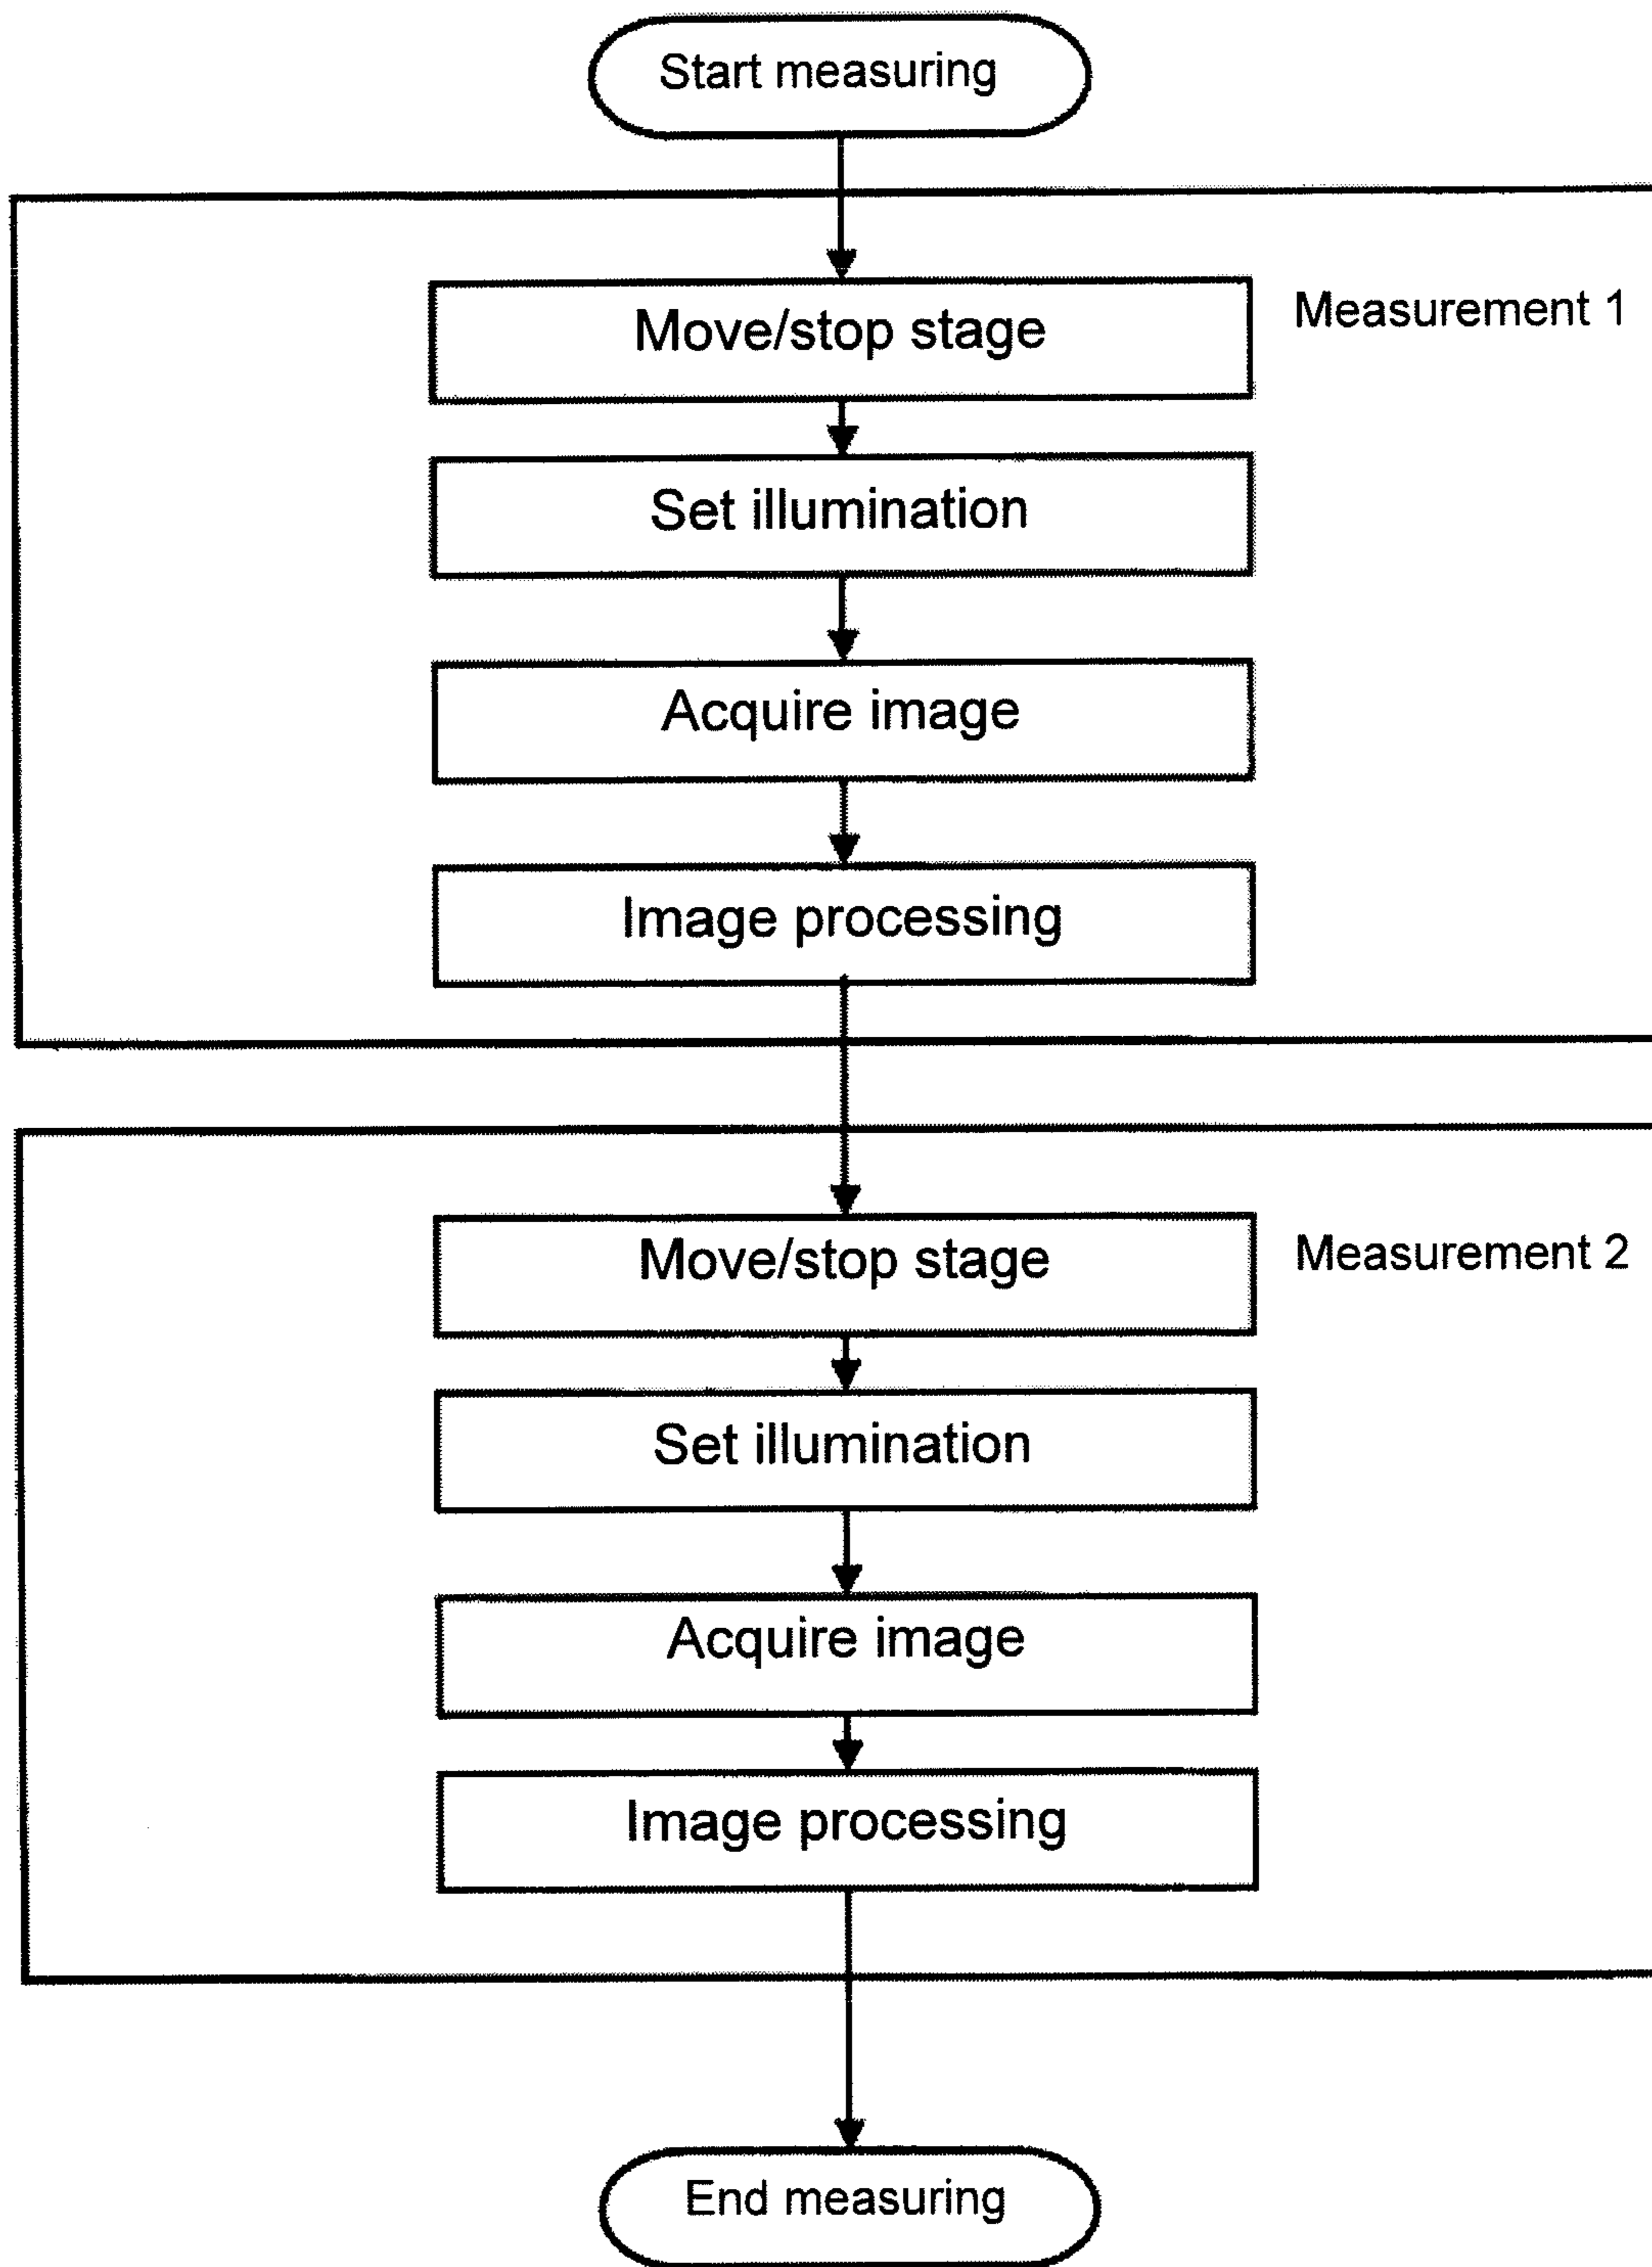 Start measuring
Move/stop stage
Measurement 1
Set illumination
Acquire image
Image processing
Move/stop stage
Measurement 2
Set illumination
Acquire image
Image processing
End measuring